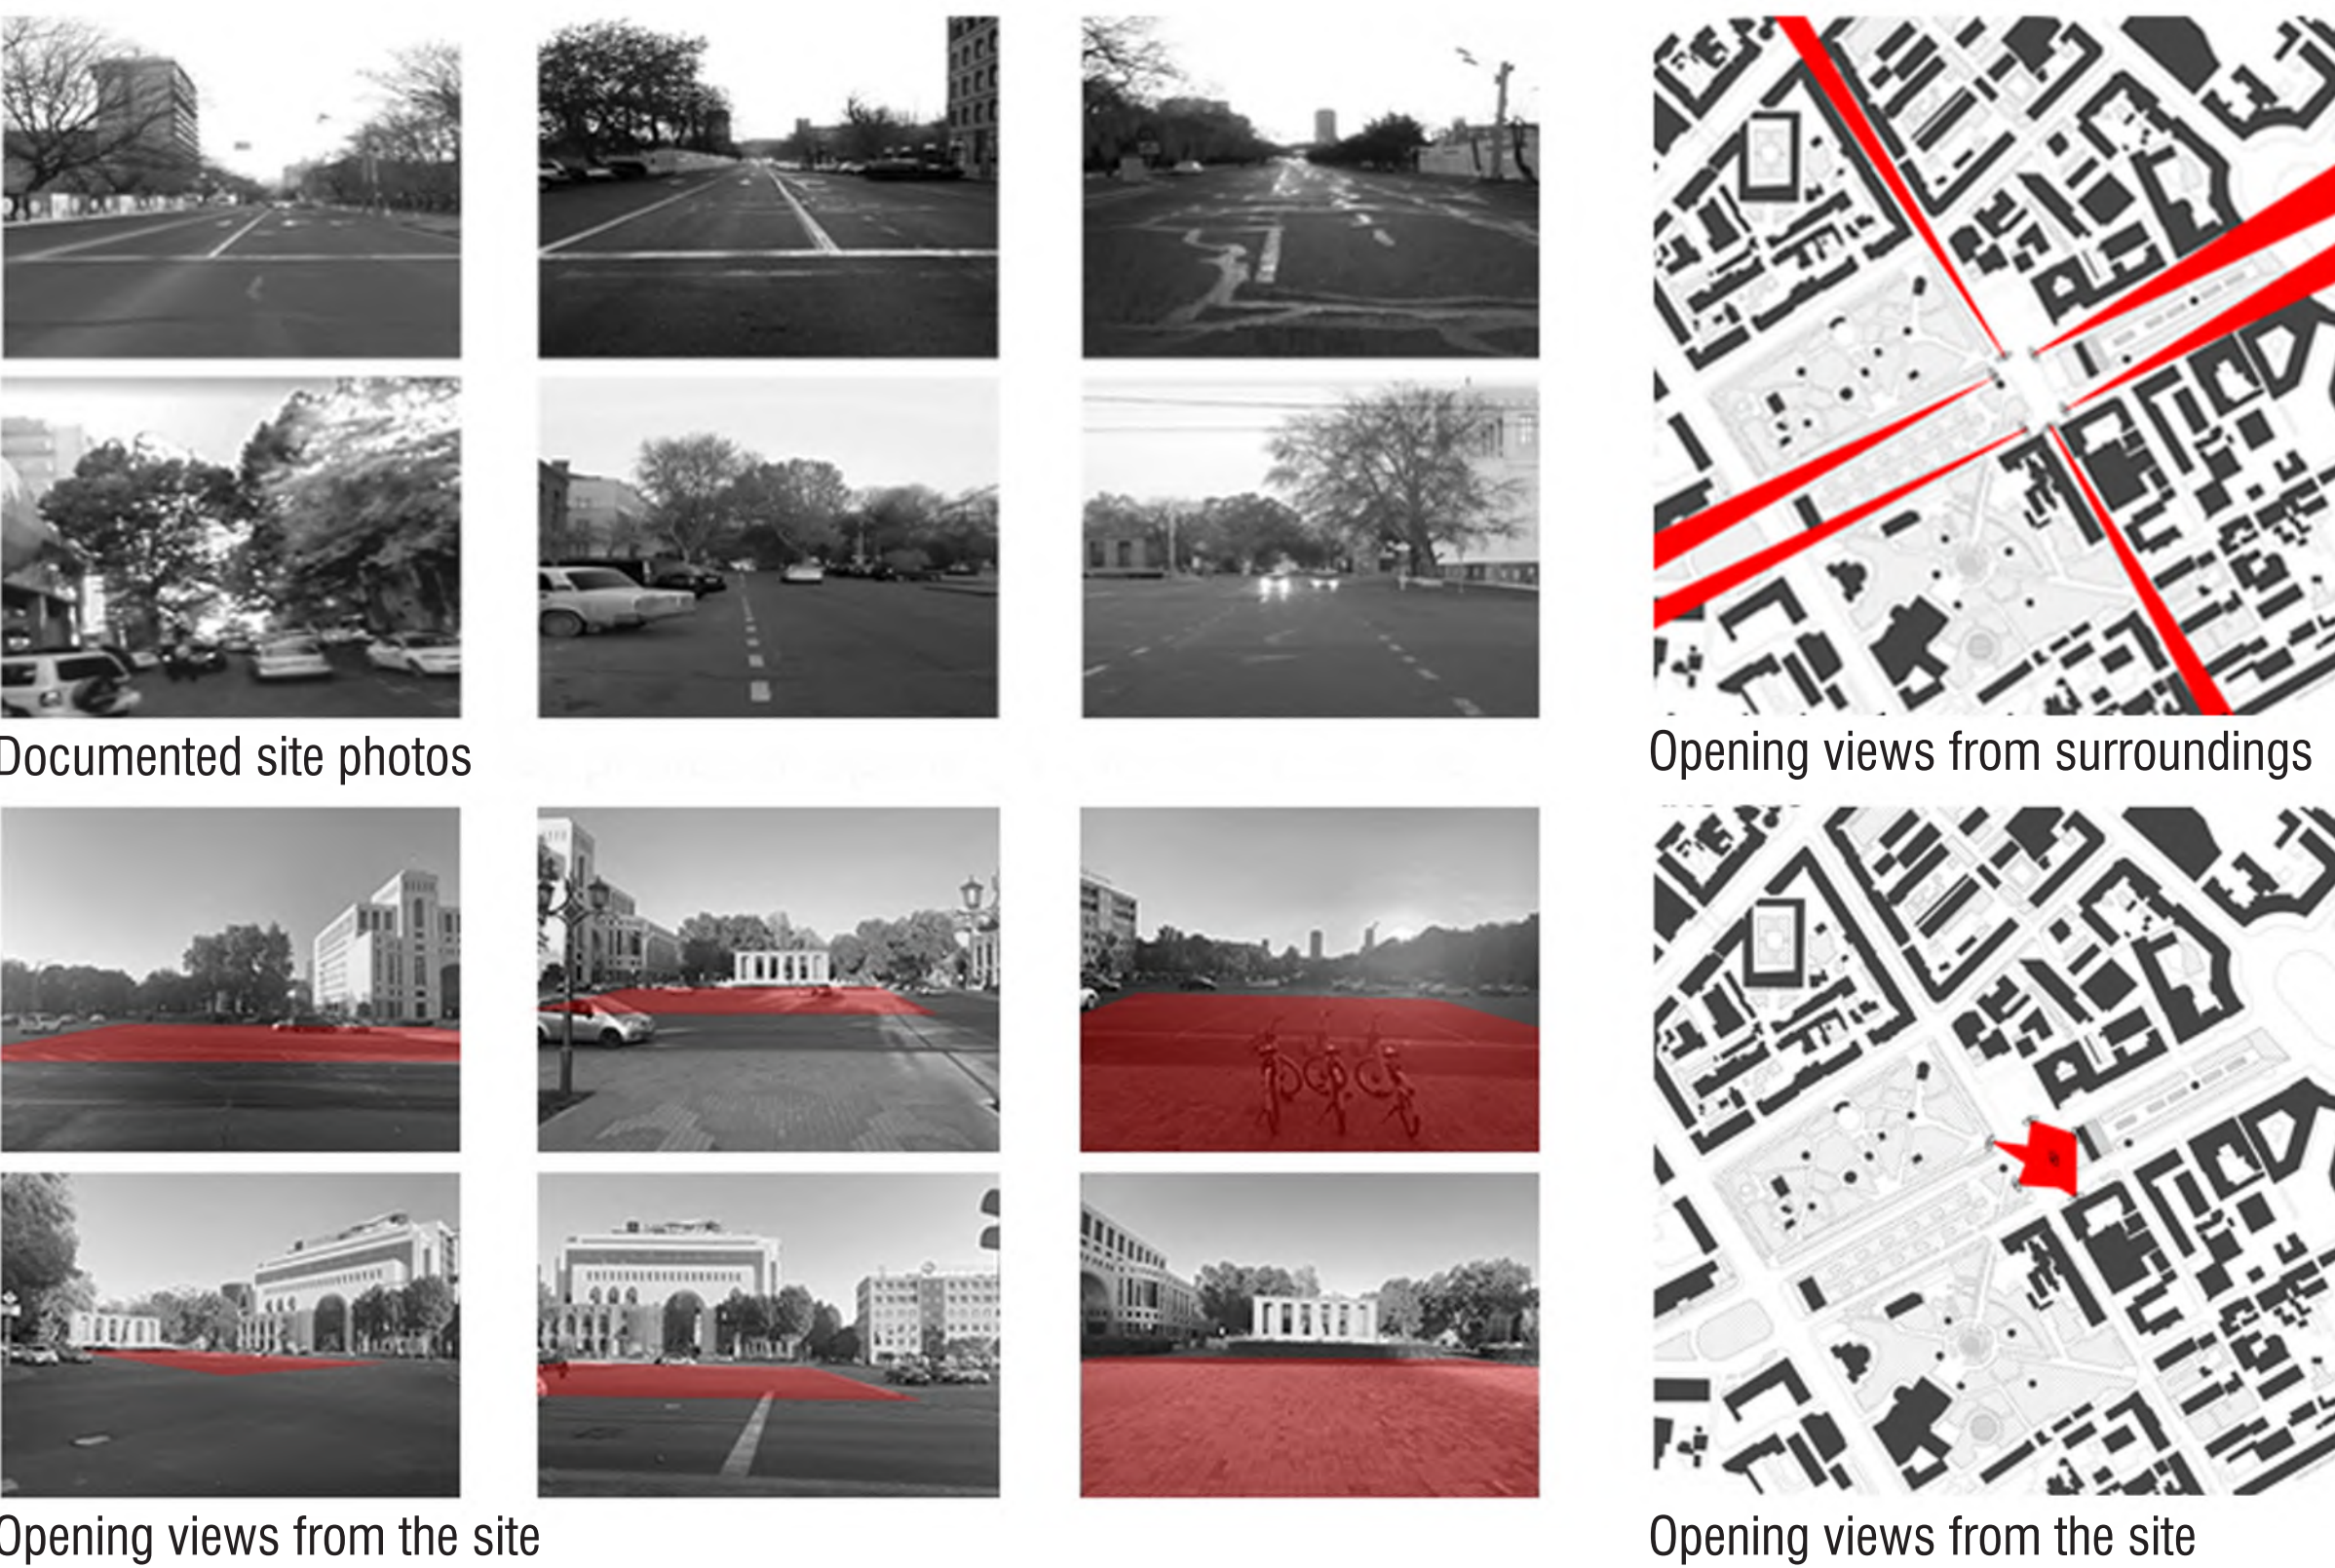 Documented site photos
Opening views from surroundings
Opening views from the site
Opening views from the site